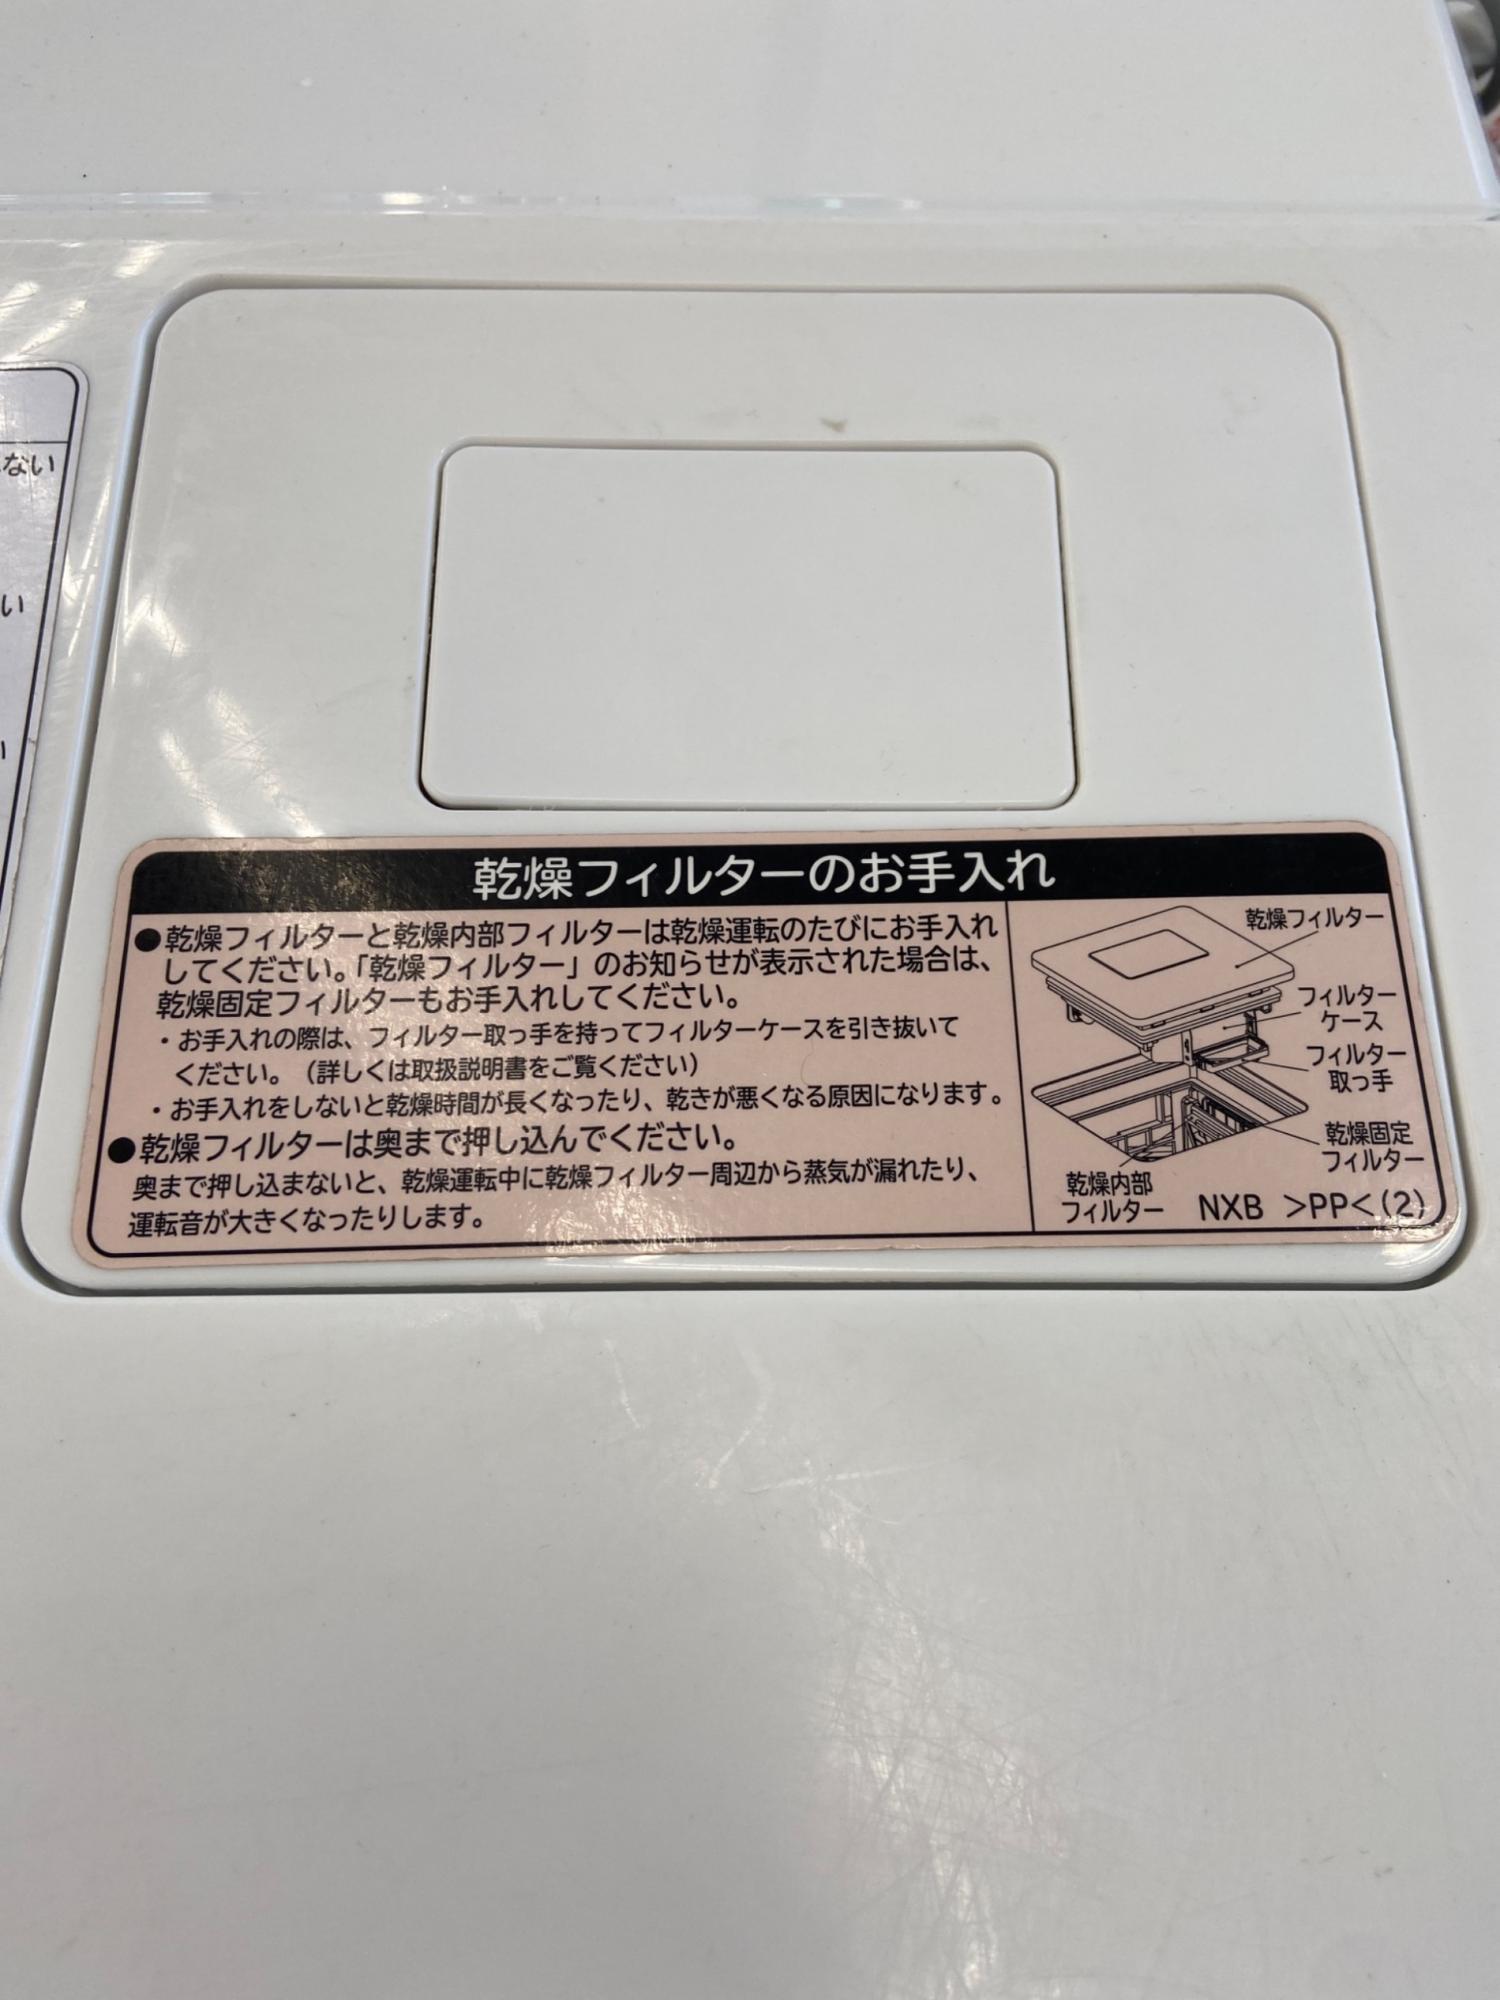 ない
い
乾燥フィルターのお手入れ
●乾燥フィルターと乾燥内部フィルターは乾燥運転のたびにお手入れ
してください。「乾燥フィルター」のお知らせが表示された場合は、
乾燥固定フィルターもお手入れしてください。
・お手入れの際は、フィルター取っ手を持ってフィルターケースを引き抜いて
ください。（詳しくは取扱説明書をご覧ください）
・お手入れをしないと乾燥時間が長くなったり、乾きが悪くなる原因になります。
●乾燥フィルターは奥まで押し込んでください。
奥まで押し込まないと、乾燥運転中に乾燥フィルター周辺から蒸気が漏れたり、
運転音が大きくなったりします。
乾燥フィルター
フィルター
ケース
フィルター
取っ手
乾燥固定
フィルター
乾燥内部
フィルター
NXB >PP<(2)